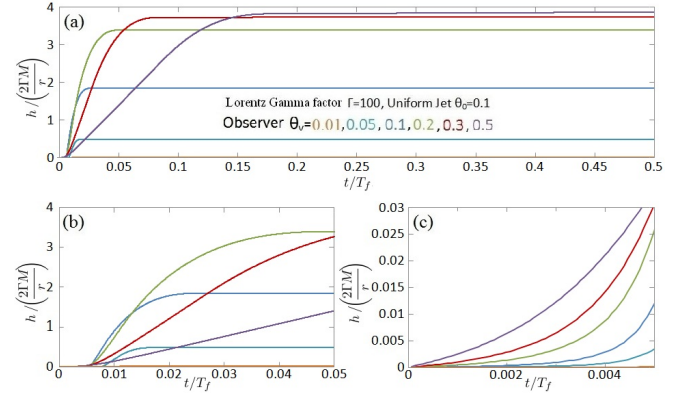 (a)
4
3
2
1
0
h / (2ΓM/r)
Lorentz Gamma factor Γ=100, Uniform Jet θ₀=0.1
Observer θᵥ=0.01,0.05, 0.1, 0.2, 0.3, 0.5
0 0.05 0.1 0.15 0.2 0.25 0.3 0.35 0.4 0.45 0.5
t/T_f
(b)
4
3
2
1
0
h / (2ΓM/r)
0 0.01 0.02 0.03 0.04 0.05
t/T_f
(c)
0.03
0.025
0.02
0.015
0.01
0.005
0
h / (2ΓM/r)
0 0.002 0.004
t/T_f